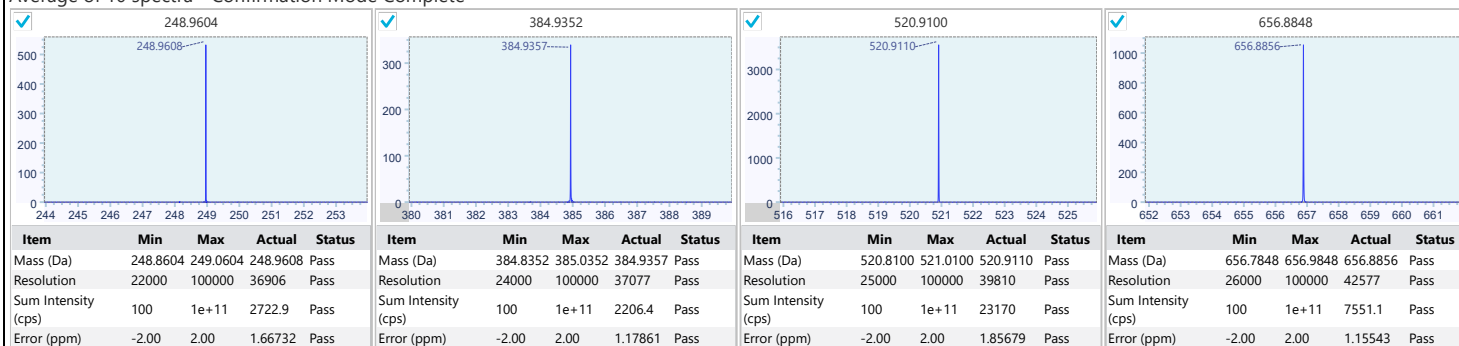 Average of 10 spectra - Confirmation Mode Complete
248.9604
384.9352
520.9100
656.8848
248.9608
500
400
300
200
100
0
244 245 246 247 248 249 250 251 252 253
384.9357
300
200
100
0
380 381 382 383 384 385 386 387 388 389
520.9110
3000
2000
1000
0
516 517 518 519 520 521 522 523 524 525
656.8856
1000
800
600
400
200
0
652 653 654 655 656 657 658 659 660 661
Item Min Max Actual Status
Mass (Da) 248.8604 249.0604 248.9608 Pass
Resolution 22000 100000 36906 Pass
Sum Intensity
(cps) 100 1e+11 2722.9 Pass
Error (ppm) -2.00 2.00 1.66732 Pass
Item Min Max Actual Status
Mass (Da) 384.8352 385.0352 384.9357 Pass
Resolution 24000 100000 37077 Pass
Sum Intensity
(cps) 100 1e+11 2206.4 Pass
Error (ppm) -2.00 2.00 1.17861 Pass
Item Min Max Actual Status
Mass (Da) 520.8100 521.0100 520.9110 Pass
Resolution 25000 100000 39810 Pass
Sum Intensity
(cps) 100 1e+11 23170 Pass
Error (ppm) -2.00 2.00 1.85679 Pass
Item Min Max Actual Status
Mass (Da) 656.7848 656.9848 656.8856 Pass
Resolution 26000 100000 42577 Pass
Sum Intensity
(cps) 100 1e+11 7551.1 Pass
Error (ppm) -2.00 2.00 1.15543 Pass